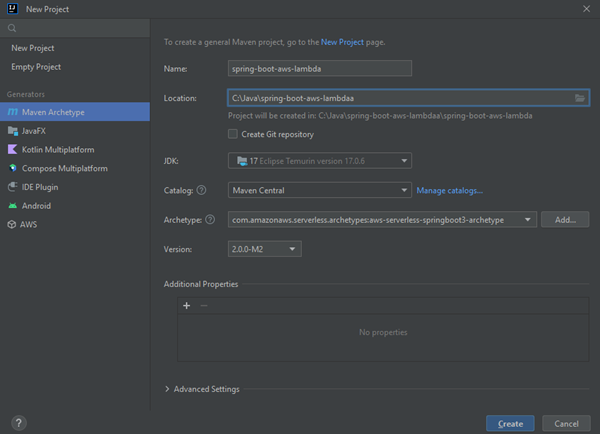 New Project
New Project
Empty Project
Generators
Maven Archetype
JavaFX
Kotlin Multiplatform
Compose Multiplatform
IDE Plugin
Android
AWS
To create a general Maven project, go to the New Project page.
Name: spring-boot-aws-lambda
Location: C:\Java\spring-boot-aws-lambdaa
Project will be created in: C:\Java\spring-boot-aws-lambdaa\spring-boot-aws-lambda
Create Git repository
JDK: 17 Eclipse Temurin version 17.0.6
Catalog: ? Maven Central Manage catalogs...
Archetype: ? com.amazonaws.serverless.archetypes:aws-serverless-springboot3-archetype Add...
Version: 2.0.0-M2
Additional Properties
+ −
No properties
> Advanced Settings
? Create Cancel